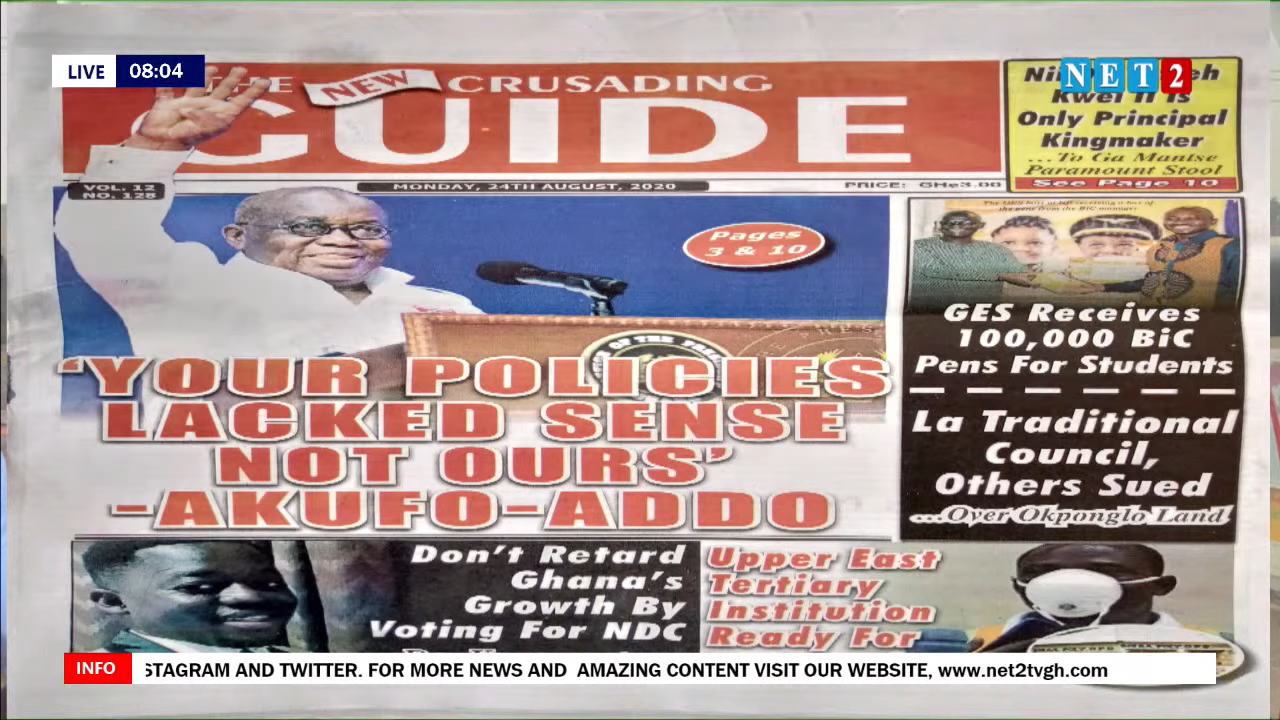 LIVE 08:04
THE NEW CRUSADING
GUIDE
VOL. 12
NO. 128
MONDAY, 24TH AUGUST, 2020
PRICE: GH¢3.00
NET2
Kwei II Is
Only Principal
Kingmaker
...To Ga Mantse
Paramount Stool
See Page 10
Pages
3 & 10
'YOUR POLICIES
LACKED SENSE
NOT OURS'
-AKUFO-ADDO
GES Receives
100,000 BiC
Pens For Students
La Traditional
Council,
Others Sued
...Over Okponglo Land
Don't Retard
Ghana's
Growth By
Voting For NDC
Upper East
Tertiary
Institution
Ready For
INFO
STAGRAM AND TWITTER. FOR MORE NEWS AND AMAZING CONTENT VISIT OUR WEBSITE, www.net2tvgh.com